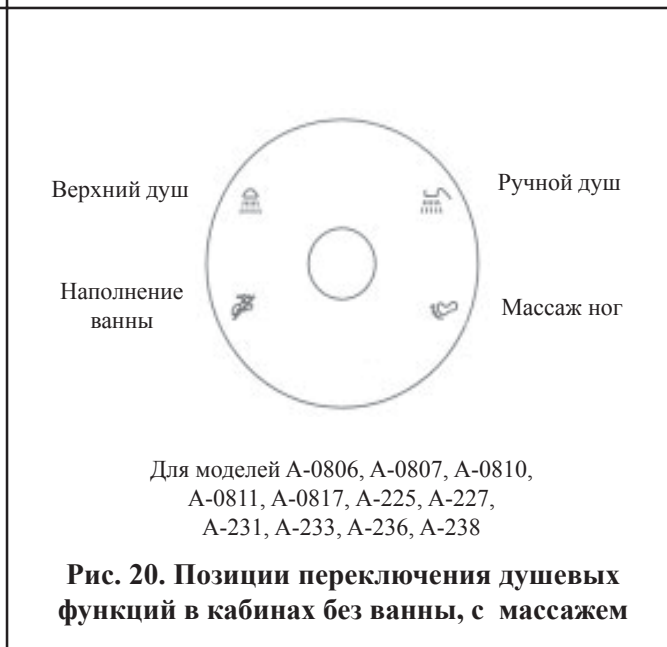 Верхний душ
Ручной душ
Наполнение
ванны
Массаж ног
Для моделей А-0806, А-0807, А-0810,
А-0811, А-0817, А-225, А-227,
А-231, А-233, А-236, А-238
Рис. 20. Позиции переключения душевых
функций в кабинах без ванны, с массажем